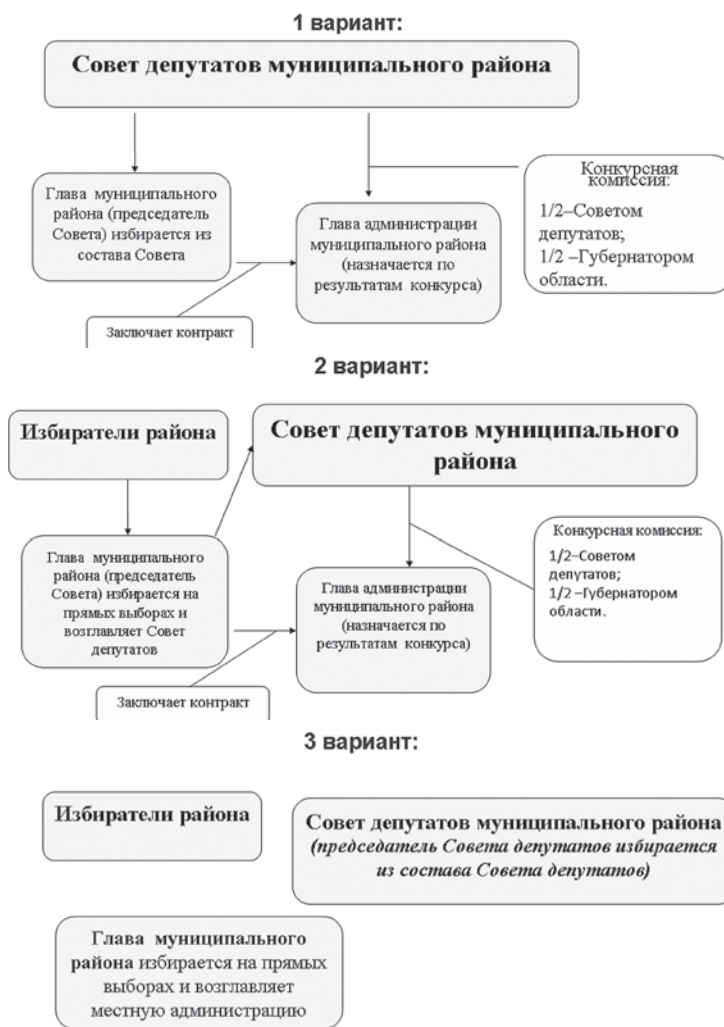 1 вариант:
Совет депутатов муниципального района
Глава муниципального
района (председатель
Совета) избирается из
состава Совета
Глава администрации
муниципального района
(назначается по
результатам конкурса)
Конкурсная
комиссия:
1/2–Советом
депутатов;
1/2 –Губернатором
области.
Заключает контракт
2 вариант:
Избиратели района
Совет депутатов муниципального
района
Глава муниципального
района (председатель
Совета) избирается на
прямых выборах и
возглавляет Совет
депутатов
Глава администрации
муниципального района
(назначается по
результатам конкурса)
Конкурсная комиссия:
1/2–Советом
депутатов;
1/2 –Губернатором
области.
Заключает контракт
3 вариант:
Избиратели района
Совет депутатов муниципального района
(председатель Совета депутатов избирается
из состава Совета депутатов)
Глава муниципального
района избирается на прямых
выборах и возглавляет
местную администрацию